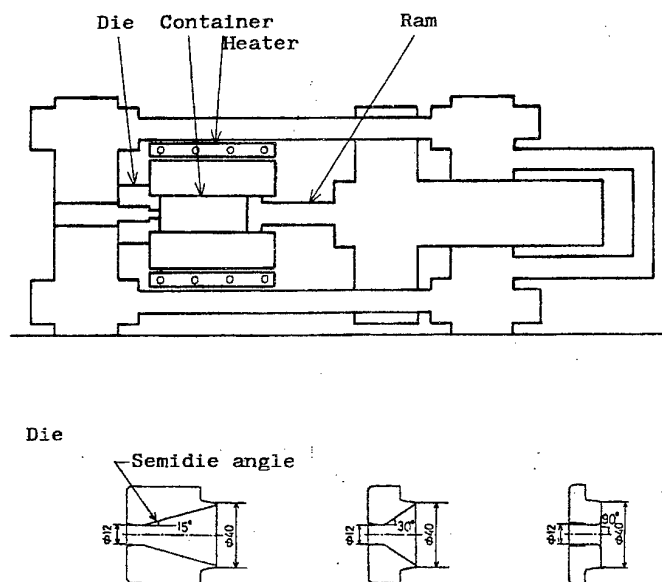 Die Container Ram
Heater
Die
Semidie angle
φ12 15° φ40
φ12 30° φ40
φ12 90° φ40